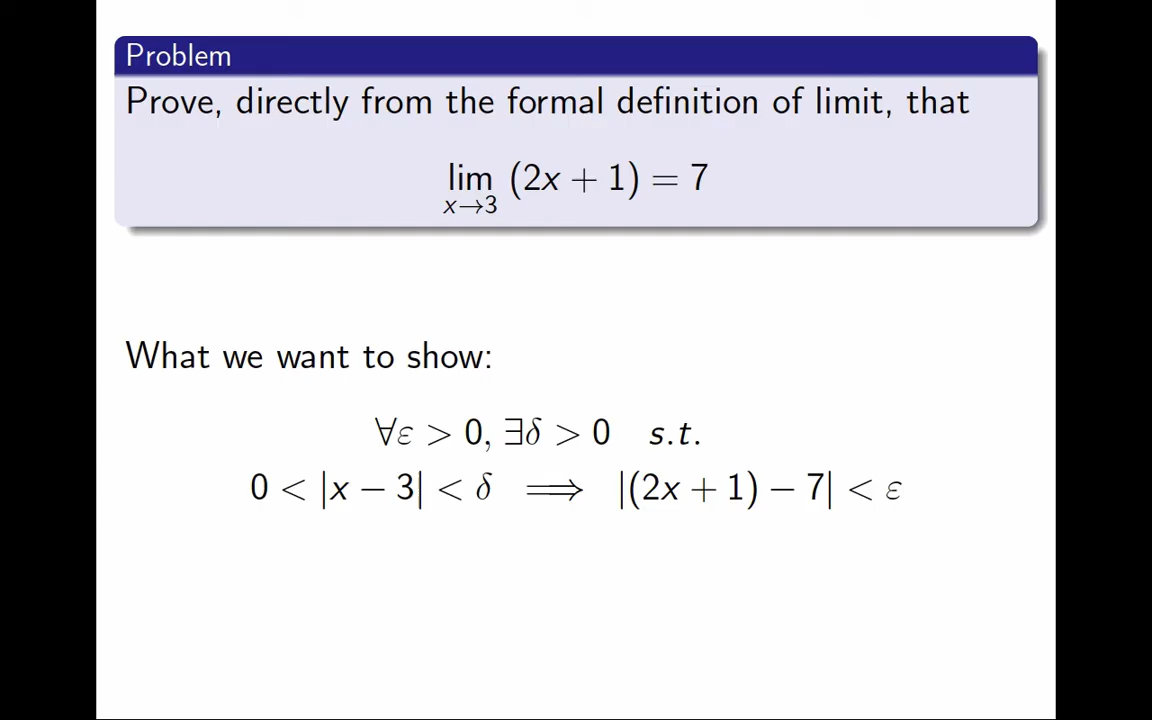 Problem
Prove, directly from the formal definition of limit, that
lim (2x + 1) = 7
x→3
What we want to show:
∀ε > 0, ∃δ > 0 s.t.
0 < |x − 3| < δ ⟹ |(2x + 1) − 7| < ε